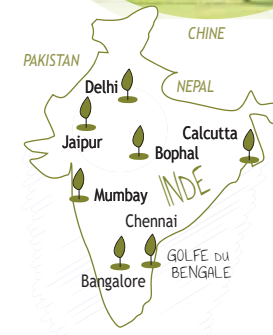 CHINE
PAKISTAN
Delhi
NEPAL
Jaipur
Calcutta
Bophal
INDE
Mumbay
Chennai
GOLFE DU
BENGALE
Bangalore